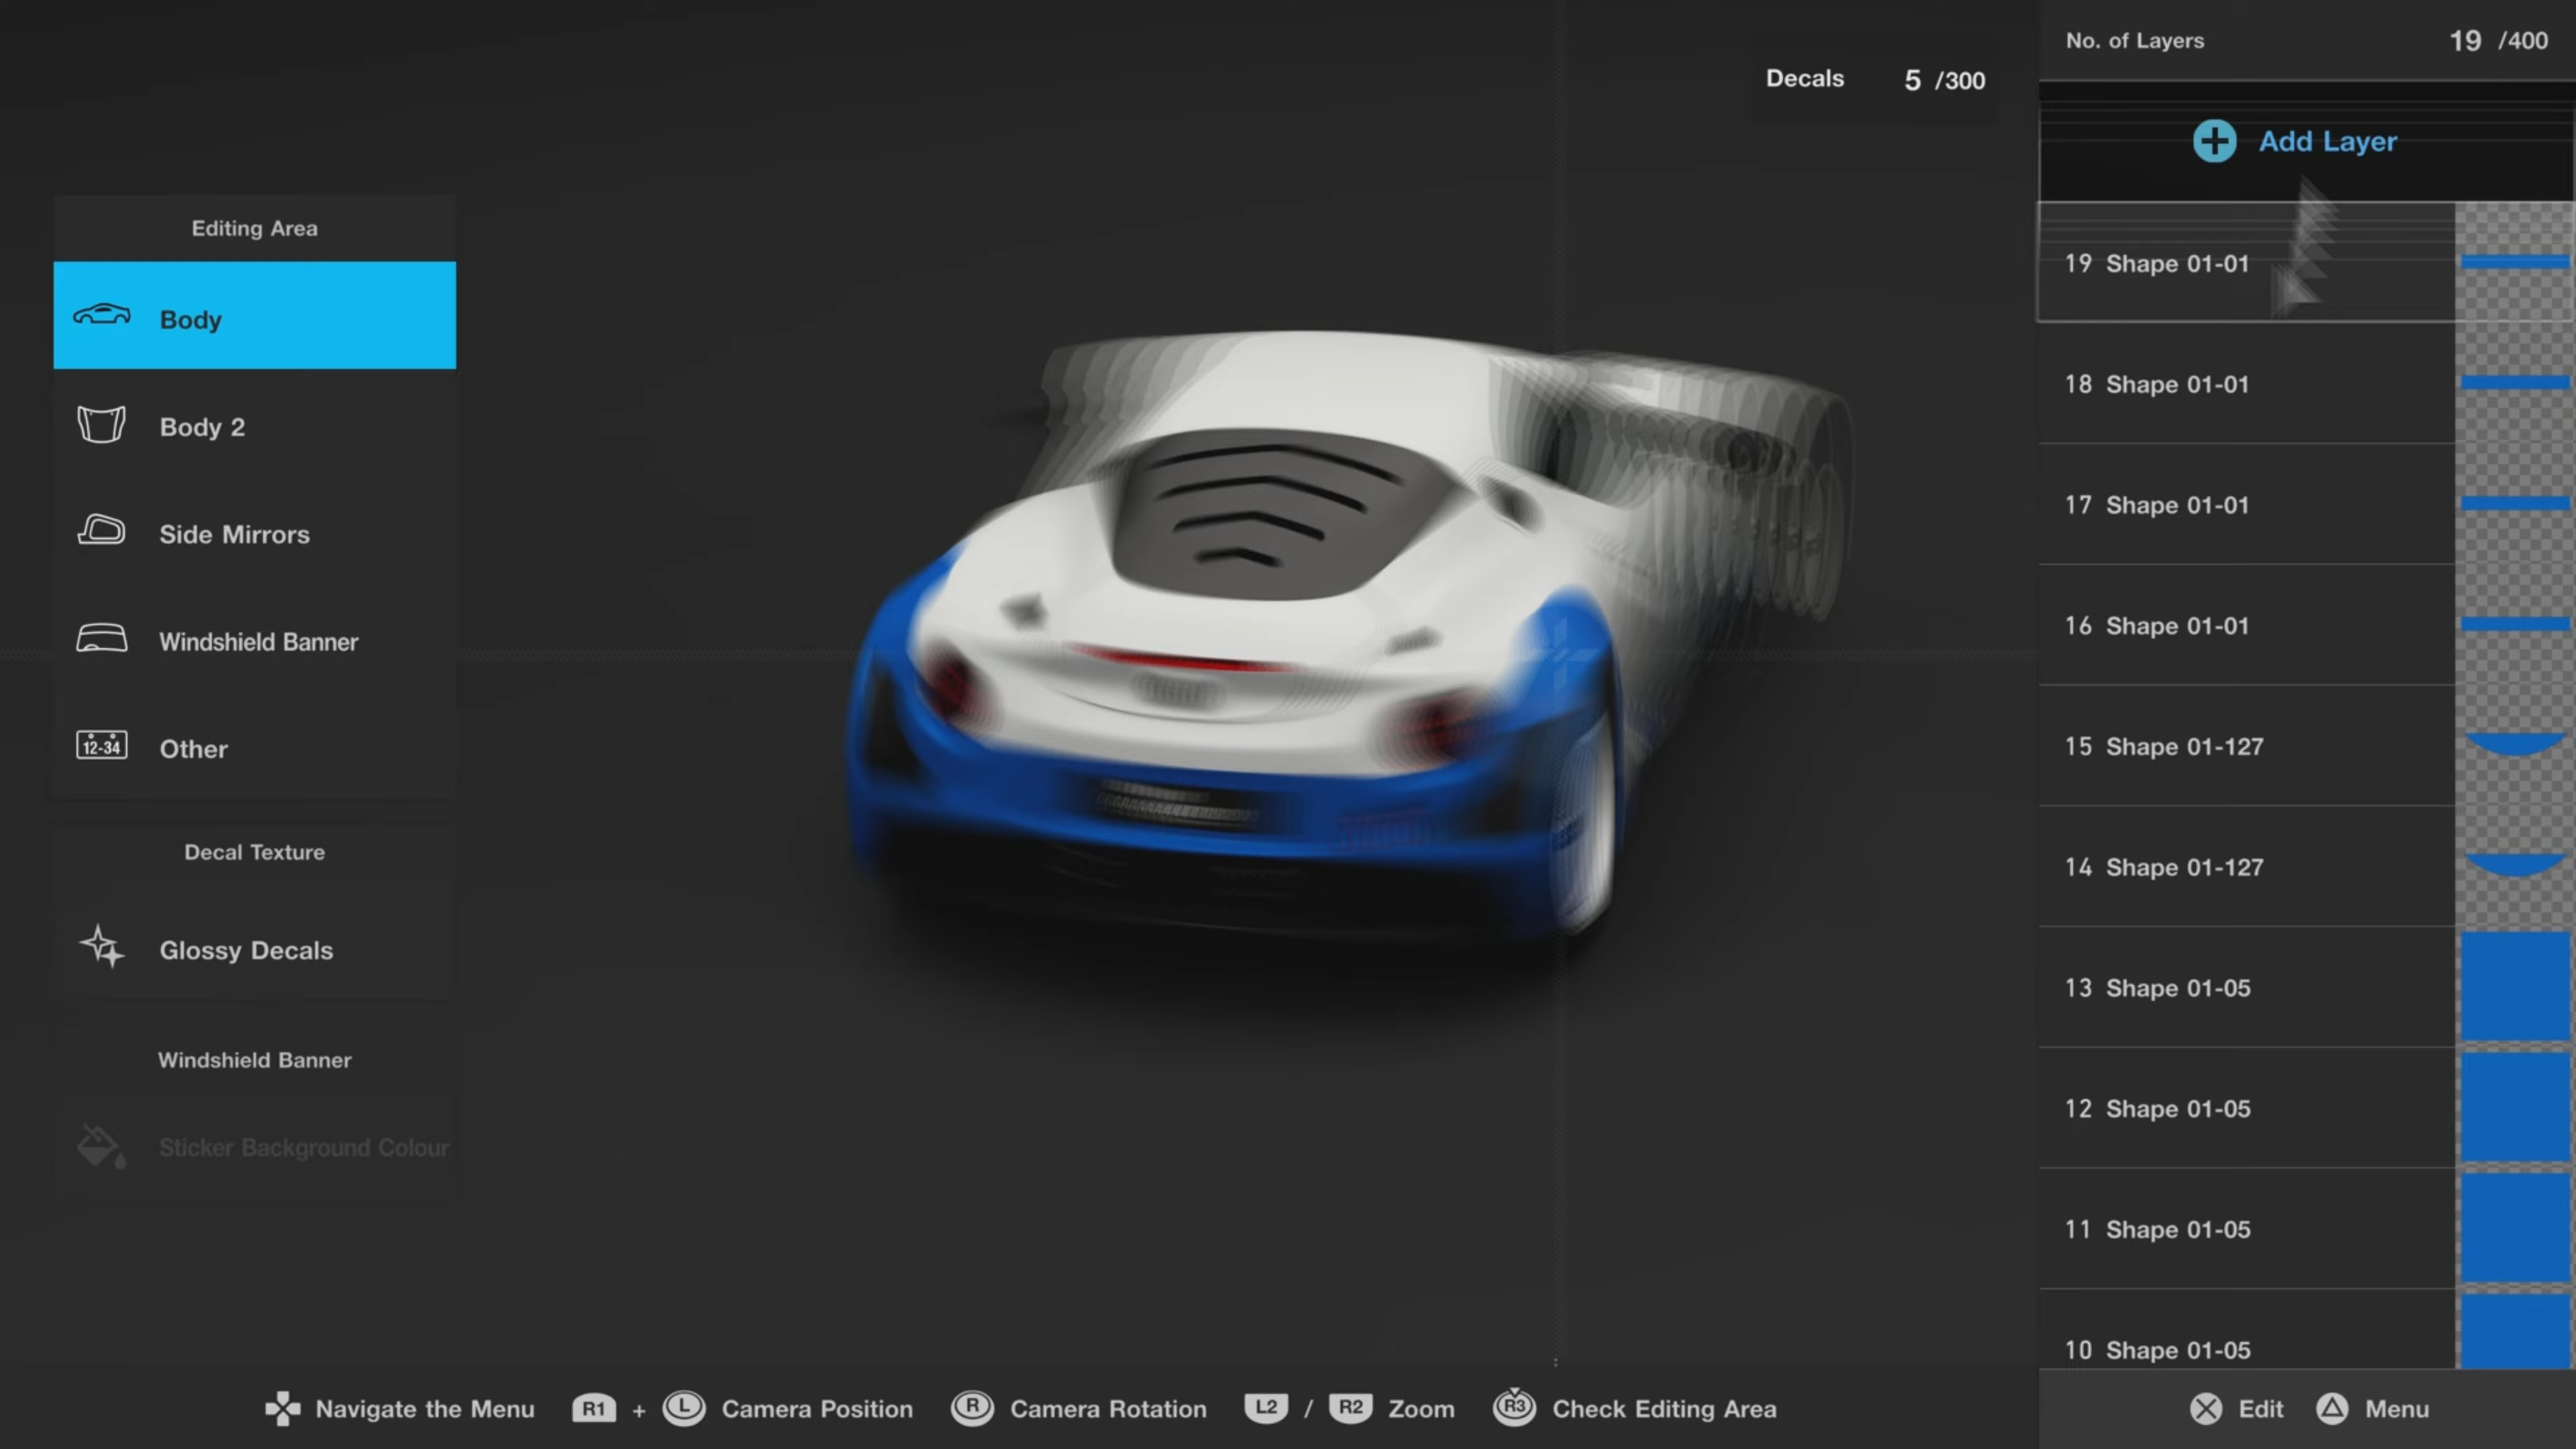 No. of Layers 19 /400
Decals 5 /300
Add Layer
Editing Area
Body
Body 2
Side Mirrors
Windshield Banner
12-34 Other
Decal Texture
Glossy Decals
Windshield Banner
Sticker Background Colour
19 Shape 01-01
18 Shape 01-01
17 Shape 01-01
16 Shape 01-01
15 Shape 01-127
14 Shape 01-127
13 Shape 01-05
12 Shape 01-05
11 Shape 01-05
10 Shape 01-05
Navigate the Menu R1 + L Camera Position R Camera Rotation L2 / R2 Zoom R3 Check Editing Area
Edit Menu